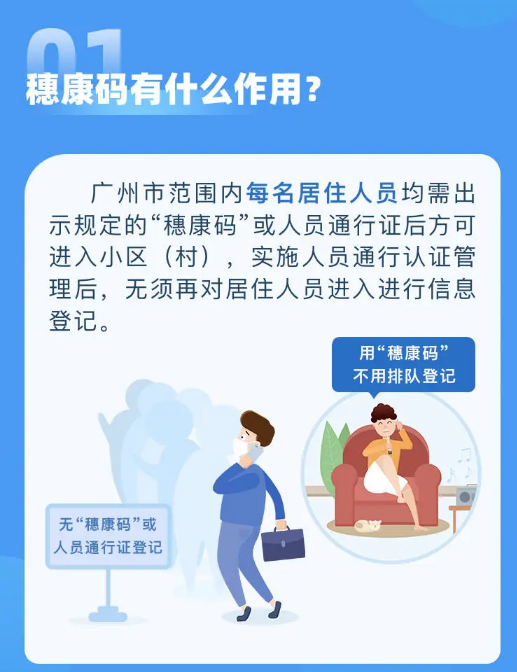 01
穗康码有什么作用？
广州市范围内每名居住人员均需出
示规定的“穗康码”或人员通行证后方可
进入小区（村），实施人员通行认证管
理后，无须再对居住人员进入进行信息
登记。
用“穗康码”
不用排队登记
无“穗康码”或
人员通行证登记